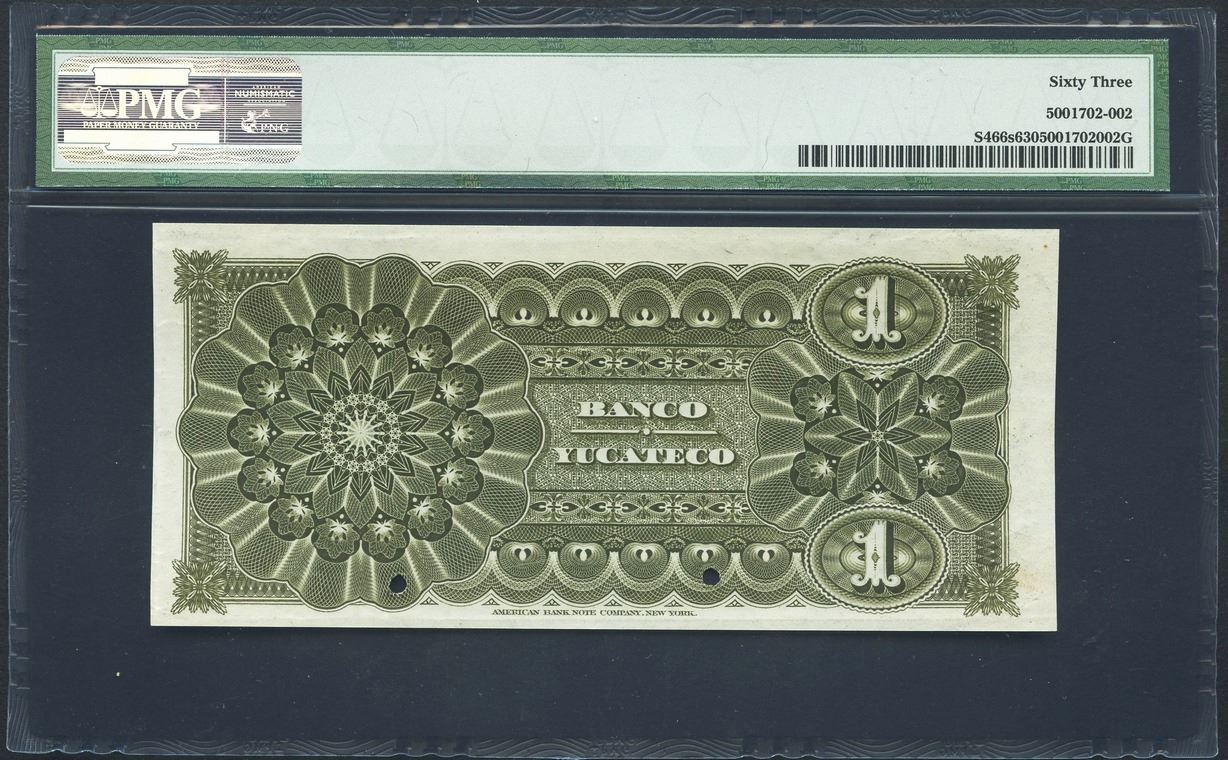 PMG
PAPER MONEY GUARANTY
NUMISMATIC
PNG
Sixty Three
5001702-002
S466s6305001702002G
1
BANCO
YUCATECO
1
AMERICAN BANK NOTE COMPANY, NEW YORK.